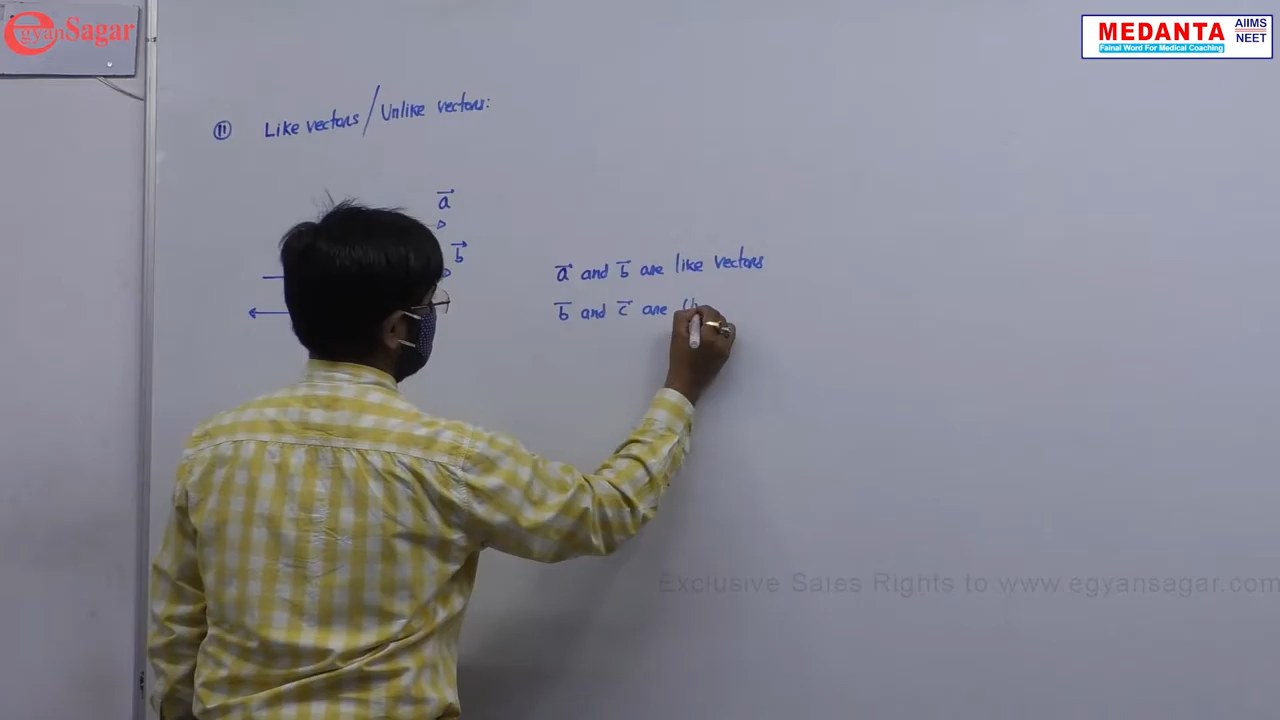 egyanSagar
MEDANTA AIIMS NEET
Fainal Word For Medical Coaching
⑪ Like vectors / Unlike vectors:
a⃗
b⃗
a⃗ and b⃗ are like vectors
b⃗ and c⃗ are
Exclusive Sales Rights to www.egyansagar.com